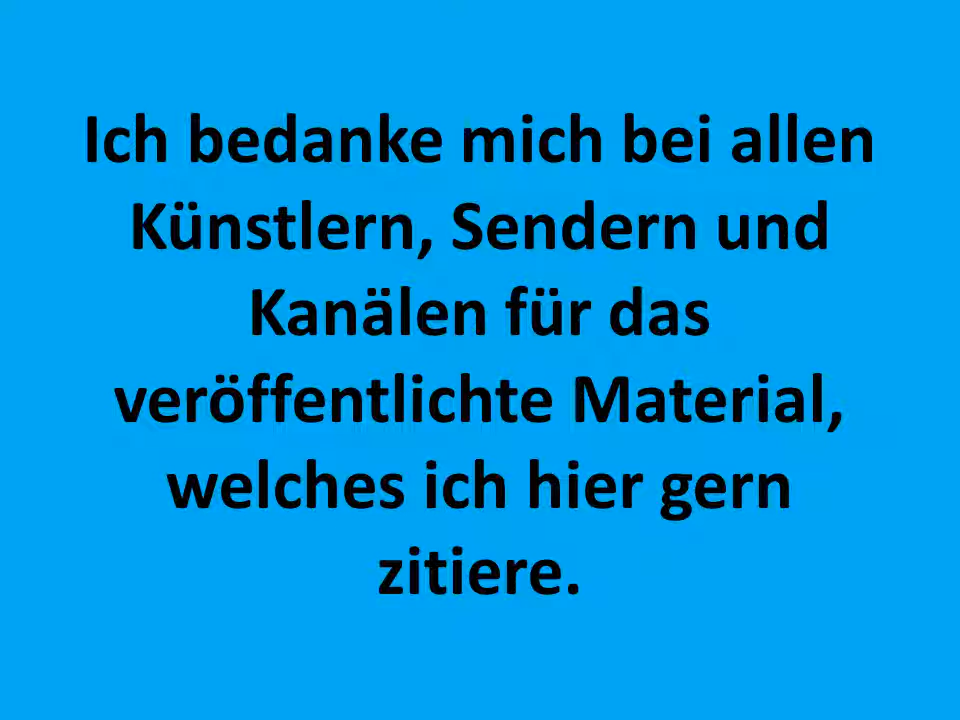 Ich bedanke mich bei allen
Künstlern, Sendern und
Kanälen für das
veröffentlichte Material,
welches ich hier gern
zitiere.